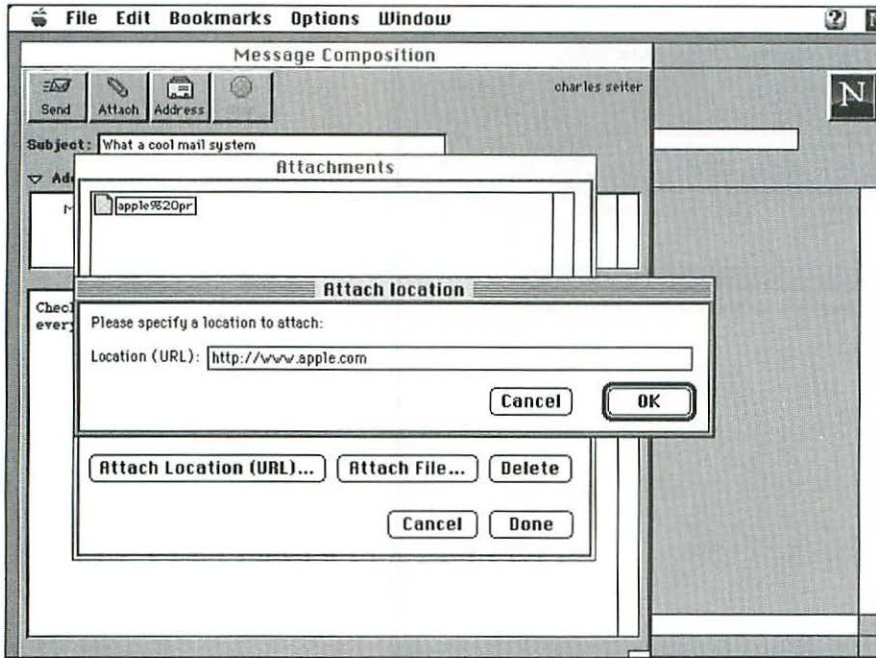 File Edit Bookmarks Options Window
Message Composition
Send Attach Address
charles seiter
N
Subject: What a cool mail system
Attachments
apple%20pr
Attach location
Please specify a location to attach:
Location (URL): http://www.apple.com
Cancel OK
Attach Location (URL)... Attach File... Delete
Cancel Done